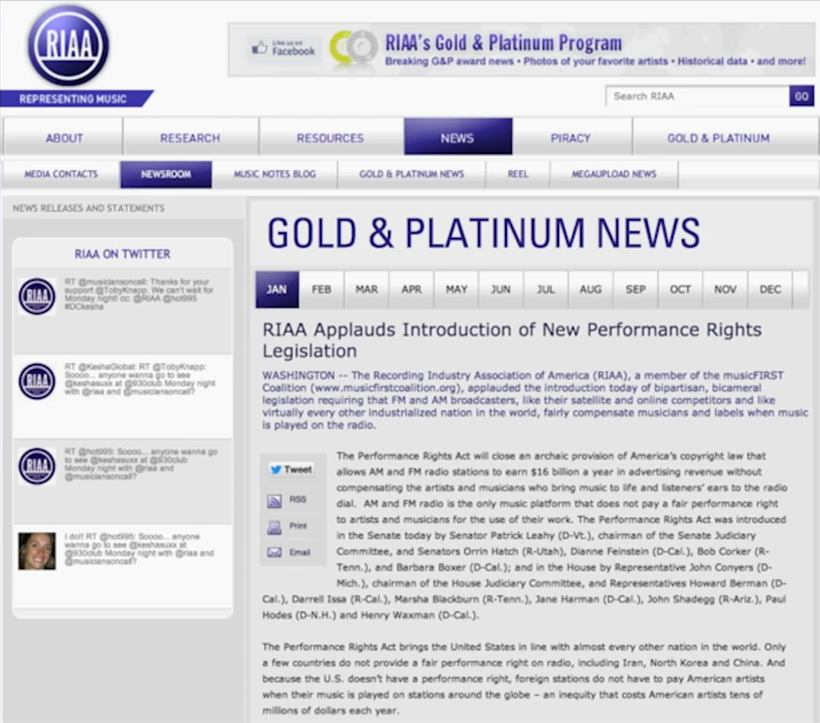 RIAA
REPRESENTING MUSIC
Like us on
Facebook
RIAA's Gold & Platinum Program
Breaking G&P award news • Photos of your favorite artists • Historical data • and more!
Search RIAA
GO
ABOUT
RESEARCH
RESOURCES
NEWS
PIRACY
GOLD & PLATINUM
MEDIA CONTACTS
NEWSROOM
MUSIC NOTES BLOG
GOLD & PLATINUM NEWS
REEL
MEGAUPLOAD NEWS
NEWS RELEASES AND STATEMENTS
RIAA ON TWITTER
RIAA
RT @musiciansoncall: Thanks for your
support @TobyKnapp. We can't wait for
Monday night! cc: @RIAA @hot995
#DCkesha
RIAA
RT @KeshaGlobal: RT @TobyKnapp:
Soooo... anyone wanna go to see
@keshasuxx at @930club Monday night
with @riaa and @musiciansoncall?
RIAA
RT @hot995: Soooo... anyone wanna go
to see @keshasuxx at @930club
Monday night with @riaa and
@musiciansoncall?
I do!! RT @hot995: Soooo... anyone
wanna go to see @keshasuxx at
@930club Monday night with @riaa and
@musiciansoncall?
GOLD & PLATINUM NEWS
JAN
FEB
MAR
APR
MAY
JUN
JUL
AUG
SEP
OCT
NOV
DEC
RIAA Applauds Introduction of New Performance Rights
Legislation
WASHINGTON -- The Recording Industry Association of America (RIAA), a member of the musicFIRST
Coalition (www.musicfirstcoalition.org), applauded the introduction today of bipartisan, bicameral
legislation requiring that FM and AM broadcasters, like their satellite and online competitors and like
virtually every other industrialized nation in the world, fairly compensate musicians and labels when music
is played on the radio.
Tweet
RSS
Print
Email
The Performance Rights Act will close an archaic provision of America's copyright law that
allows AM and FM radio stations to earn $16 billion a year in advertising revenue without
compensating the artists and musicians who bring music to life and listeners' ears to the radio
dial. AM and FM radio is the only music platform that does not pay a fair performance right
to artists and musicians for the use of their work. The Performance Rights Act was introduced
in the Senate today by Senator Patrick Leahy (D-Vt.), chairman of the Senate Judiciary
Committee, and Senators Orrin Hatch (R-Utah), Dianne Feinstein (D-Cal.), Bob Corker (R-
Tenn.), and Barbara Boxer (D-Cal.); and in the House by Representative John Conyers (D-
Mich.), chairman of the House Judiciary Committee, and Representatives Howard Berman (D-
Cal.), Darrell Issa (R-Cal.), Marsha Blackburn (R-Tenn.), Jane Harman (D-Cal.), John Shadegg (R-Ariz.), Paul
Hodes (D-N.H.) and Henry Waxman (D-Cal.).
The Performance Rights Act brings the United States in line with almost every other nation in the world. Only
a few countries do not provide a fair performance right on radio, including Iran, North Korea and China. And
because the U.S. doesn't have a performance right, foreign stations do not have to pay American artists
when their music is played on stations around the globe – an inequity that costs American artists tens of
millions of dollars each year.